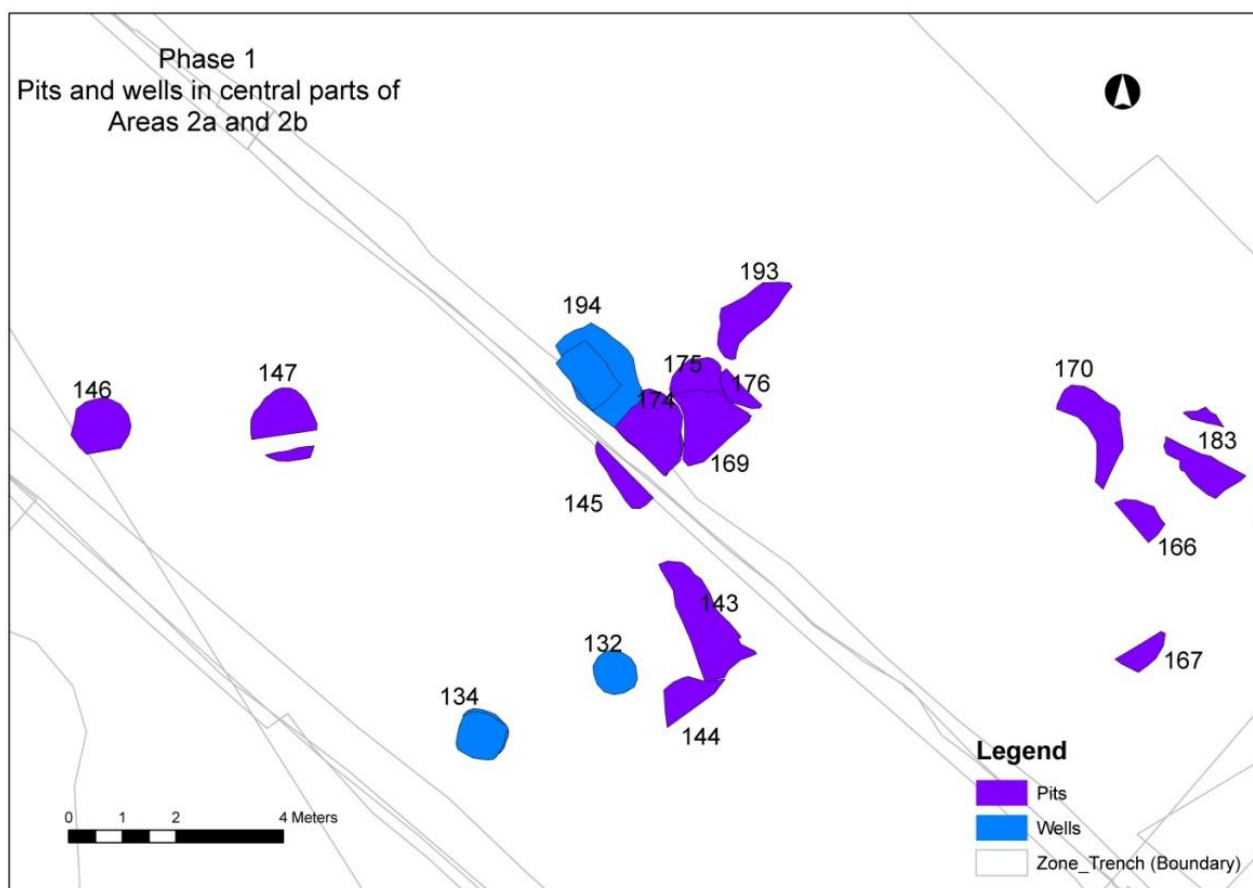 Phase 1
Pits and wells in central parts of
Areas 2a and 2b
193
194
175
176
170
147
146
174
183
169
145
166
143
132
167
134
144
Legend
Pits
Wells
Zone_Trench (Boundary)
0 1 2 4 Meters